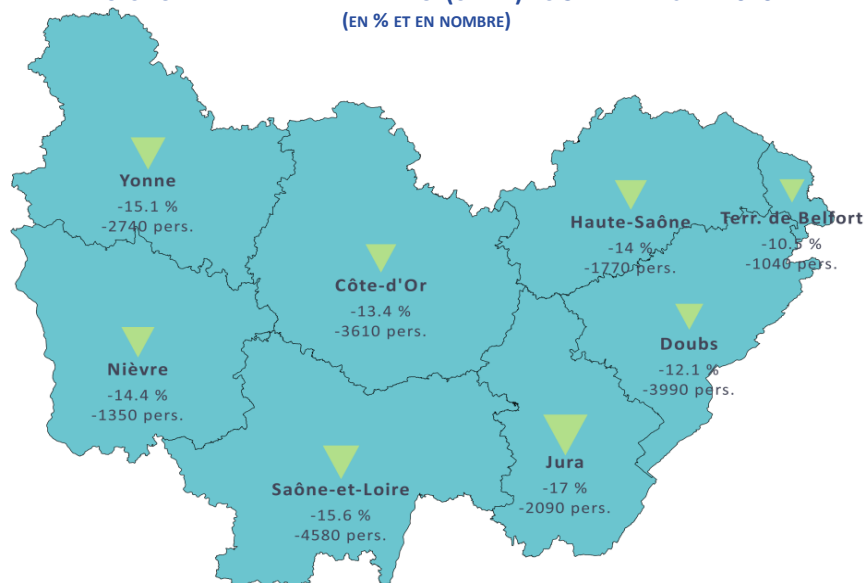 (EN % ET EN NOMBRE)
Yonne
-15.1 %
-2740 pers.
Côte-d'Or
-13.4 %
-3610 pers.
Haute-Saône
-14 %
-1770 pers.
Terr. de Belfort
-10.5 %
-1040 pers.
Nièvre
-14.4 %
-1350 pers.
Doubs
-12.1 %
-3990 pers.
Saône-et-Loire
-15.6 %
-4580 pers.
Jura
-17 %
-2090 pers.